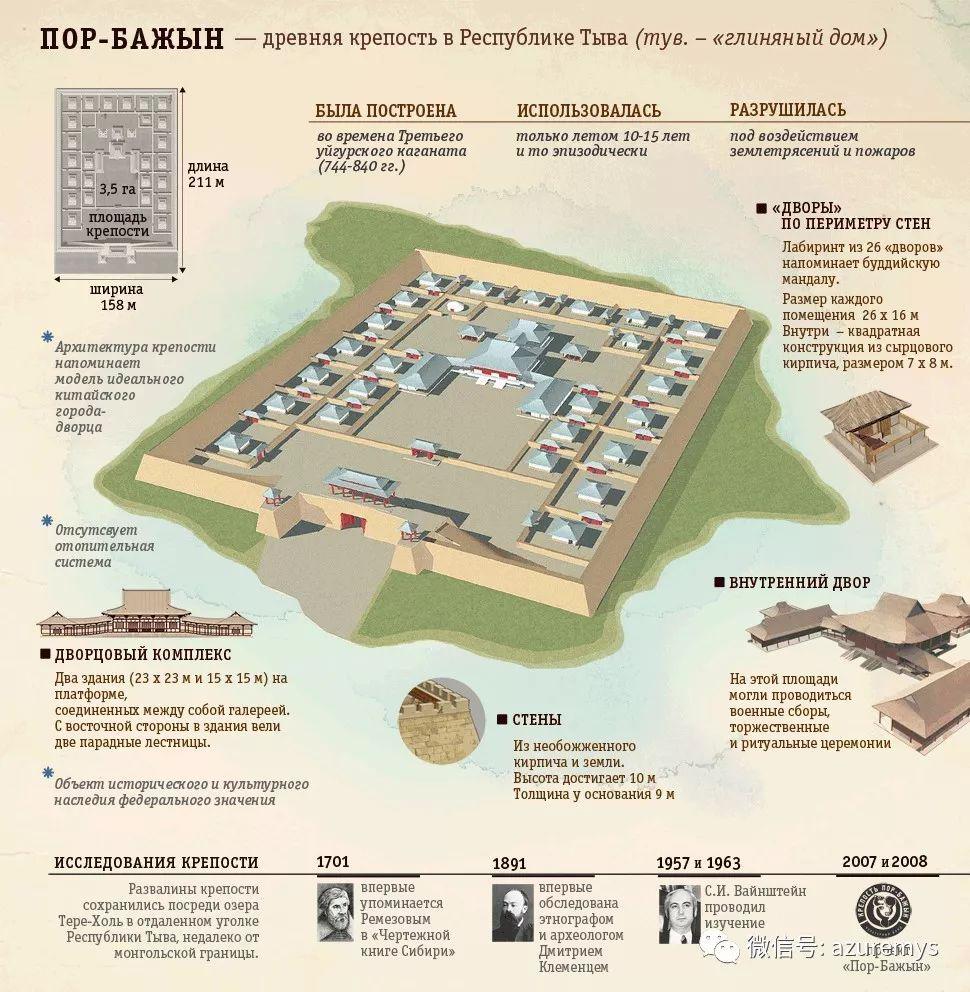 ПОР-БАЖЫН — древняя крепость в Республике Тыва (тув. – «глиняный дом»)
3,5 га
площадь
крепости
длина
211 м
ширина
158 м
БЫЛА ПОСТРОЕНА
во времена Третьего
уйгурского каганата
(744-840 гг.)
ИСПОЛЬЗОВАЛАСЬ
только летом 10-15 лет
и то эпизодически
РАЗРУШИЛАСЬ
под воздействием
землетрясений и пожаров
«ДВОРЫ»
ПО ПЕРИМЕТРУ СТЕН
Лабиринт из 26 «дворов»
напоминает буддийскую
мандалу.
Размер каждого
помещения 26 х 16 м
Внутри – квадратная
конструкция из сырцового
кирпича, размером 7 х 8 м.
Архитектура крепости
напоминает
модель идеального
китайского
города-
дворца
Отсутсвует
отопительная
система
ДВОРЦОВЫЙ КОМПЛЕКС
Два здания (23 х 23 м и 15 х 15 м) на
платформе,
соединенных между собой галереей.
С восточной стороны в здания вели
две парадные лестницы.
Объект исторического и культурного
наследия федерального значения
СТЕНЫ
Из необожженного
кирпича и земли.
Высота достигает 10 м
Толщина у основания 9 м
ВНУТРЕННИЙ ДВОР
На этой площади
могли проводиться
военные сборы,
торжественные
и ритуальные церемонии
ИССЛЕДОВАНИЯ КРЕПОСТИ
Развалины крепости
сохранились посреди озера
Тере-Холь в отдаленном уголке
Республики Тыва, недалеко от
монгольской границы.
1701
впервые
упоминается
Ремезовым
в «Чертежной
книге Сибири»
1891
впервые
обследована
этнографом
и археологом
Дмитрием
Клеменцем
1957 и 1963
С.И. Вайнштейн
проводил
изучение
2007 и 2008
КРЕПОСТЬ ПОР-БАЖЫН
«Пор-Бажын»
微信号: azuremys